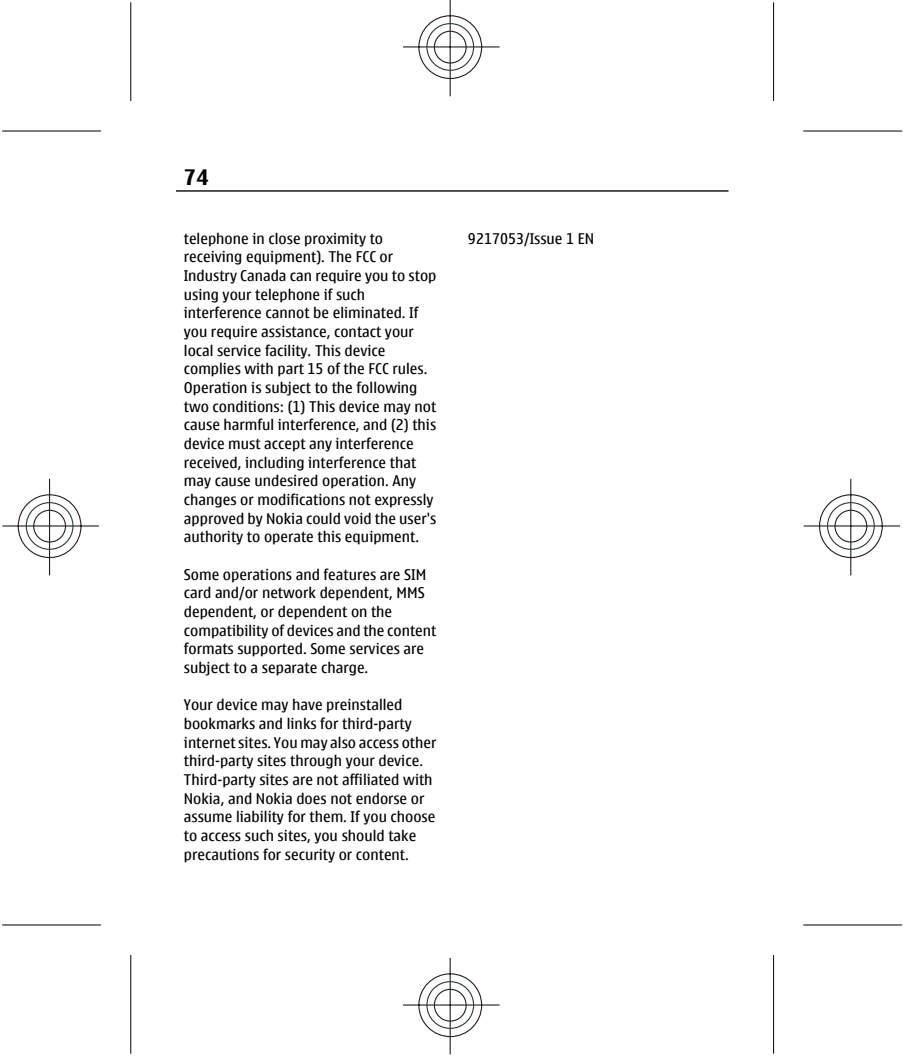 74
telephone in close proximity to
receiving equipment). The FCC or
Industry Canada can require you to stop
using your telephone if such
interference cannot be eliminated. If
you require assistance, contact your
local service facility. This device
complies with part 15 of the FCC rules.
Operation is subject to the following
two conditions: (1) This device may not
cause harmful interference, and (2) this
device must accept any interference
received, including interference that
may cause undesired operation. Any
changes or modifications not expressly
approved by Nokia could void the user's
authority to operate this equipment.
Some operations and features are SIM
card and/or network dependent, MMS
dependent, or dependent on the
compatibility of devices and the content
formats supported. Some services are
subject to a separate charge.
Your device may have preinstalled
bookmarks and links for third-party
internet sites. You may also access other
third-party sites through your device.
Third-party sites are not affiliated with
Nokia, and Nokia does not endorse or
assume liability for them. If you choose
to access such sites, you should take
precautions for security or content.
9217053/Issue 1 EN